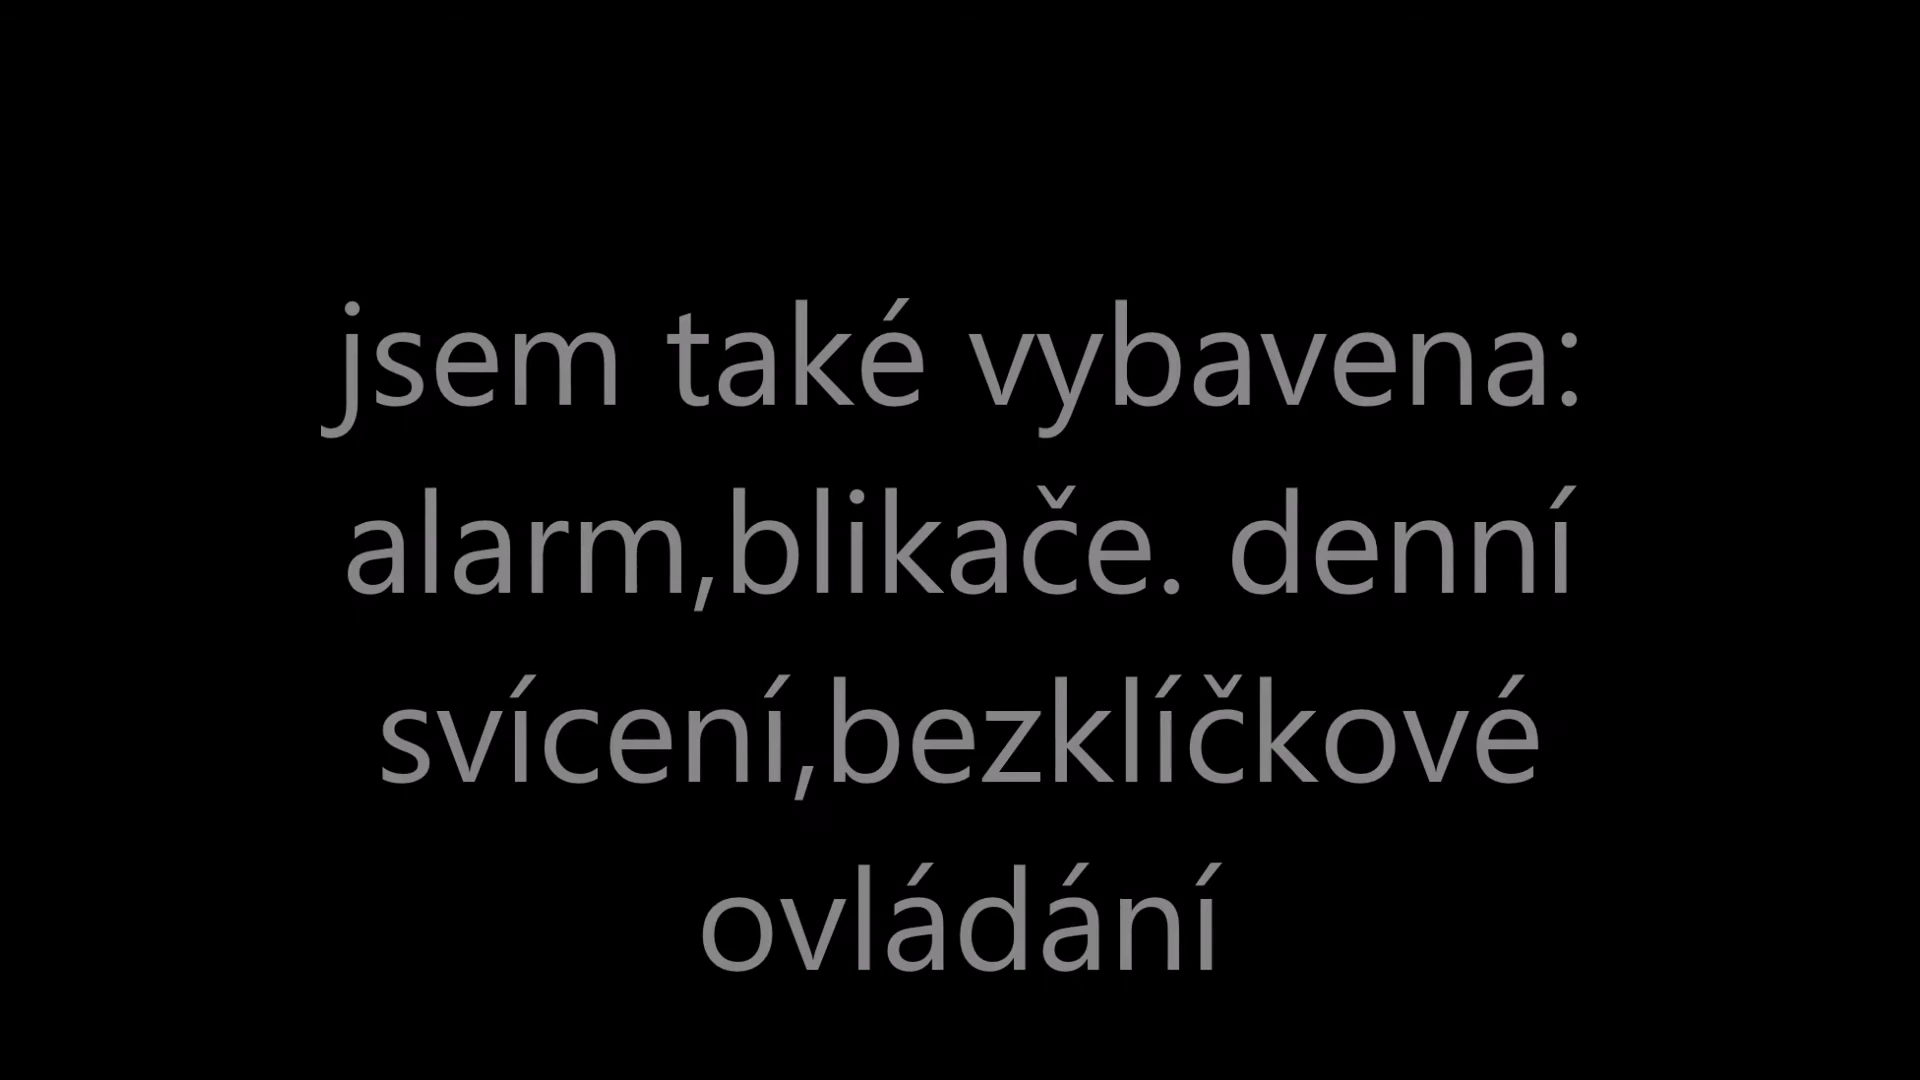 jsem také vybavena:
alarm,blikače. denní
svícení,bezklíčkové
ovládání